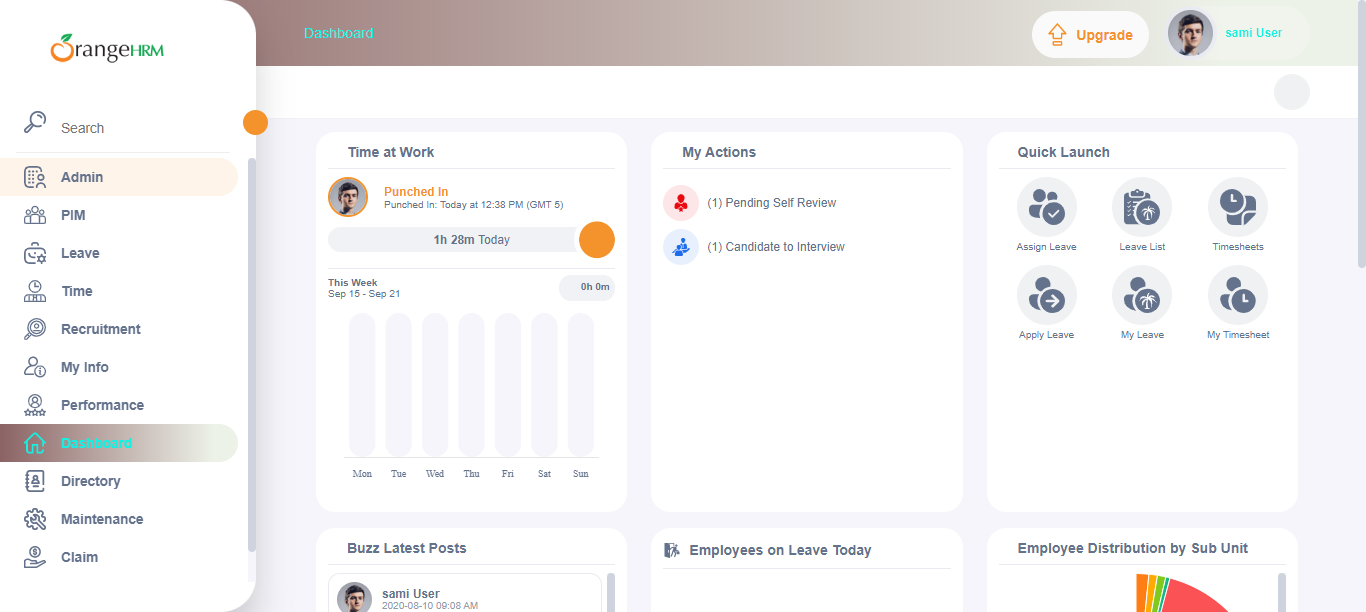 OrangeHRM
Dashboard
Upgrade
sami User
Search
Admin
PIM
Leave
Time
Recruitment
My Info
Performance
Dashboard
Directory
Maintenance
Claim
Time at Work
Punched In
Punched In: Today at 12:38 PM (GMT 5)
1h 28m Today
This Week
Sep 15 - Sep 21
0h 0m
Mon Tue Wed Thu Fri Sat Sun
My Actions
(1) Pending Self Review
(1) Candidate to Interview
Quick Launch
Assign Leave
Leave List
Timesheets
Apply Leave
My Leave
My Timesheet
Buzz Latest Posts
sami User
2020-08-10 09:08 AM
Employees on Leave Today
Employee Distribution by Sub Unit